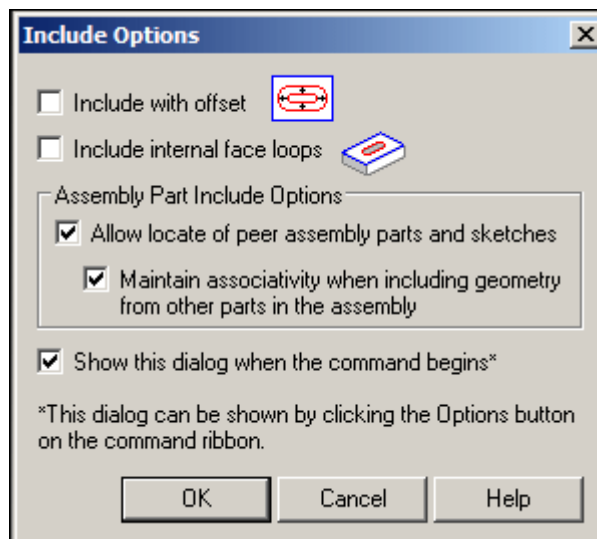 Include Options
Include with offset
Include internal face loops
Assembly Part Include Options
Allow locate of peer assembly parts and sketches
Maintain associativity when including geometry
from other parts in the assembly
Show this dialog when the command begins*
*This dialog can be shown by clicking the Options button
on the command ribbon.
OK Cancel Help